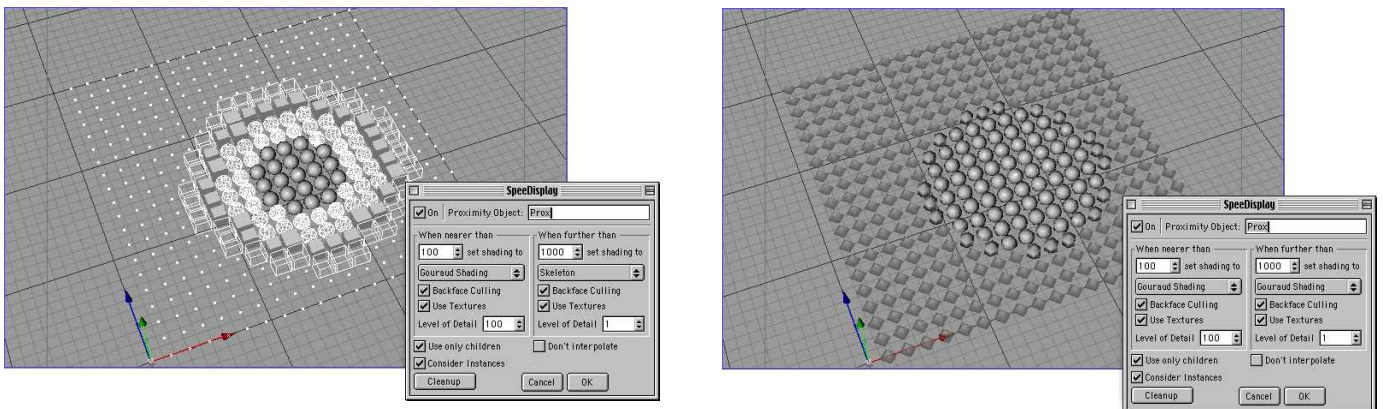 SpeeDisplay
On Proximity Object: Prox
When nearer than When further than
100 set shading to 1000 set shading to
Gouraud Shading Skeleton
Backface Culling Backface Culling
Use Textures Use Textures
Level of Detail 100 Level of Detail 1
Use only children Don't interpolate
Consider Instances
Cleanup Cancel OK
SpeeDisplay
On Proximity Object: Prox
When nearer than When further than
100 set shading to 1000 set shading to
Gouraud Shading Gouraud Shading
Backface Culling Backface Culling
Use Textures Use Textures
Level of Detail 100 Level of Detail 1
Use only children Don't interpolate
Consider Instances
Cleanup Cancel OK